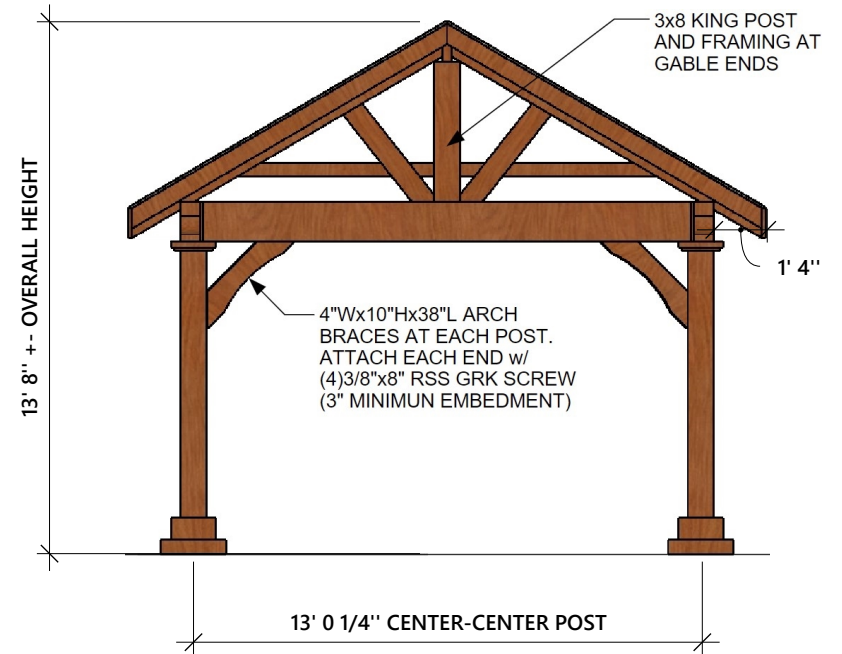 3x8 KING POST
AND FRAMING AT
GABLE ENDS
13' 8'' +- OVERALL HEIGHT
1' 4''
4"Wx10"Hx38"L ARCH
BRACES AT EACH POST.
ATTACH EACH END w/
(4)3/8"x8" RSS GRK SCREW
(3" MINIMUN EMBEDMENT)
13' 0 1/4'' CENTER-CENTER POST